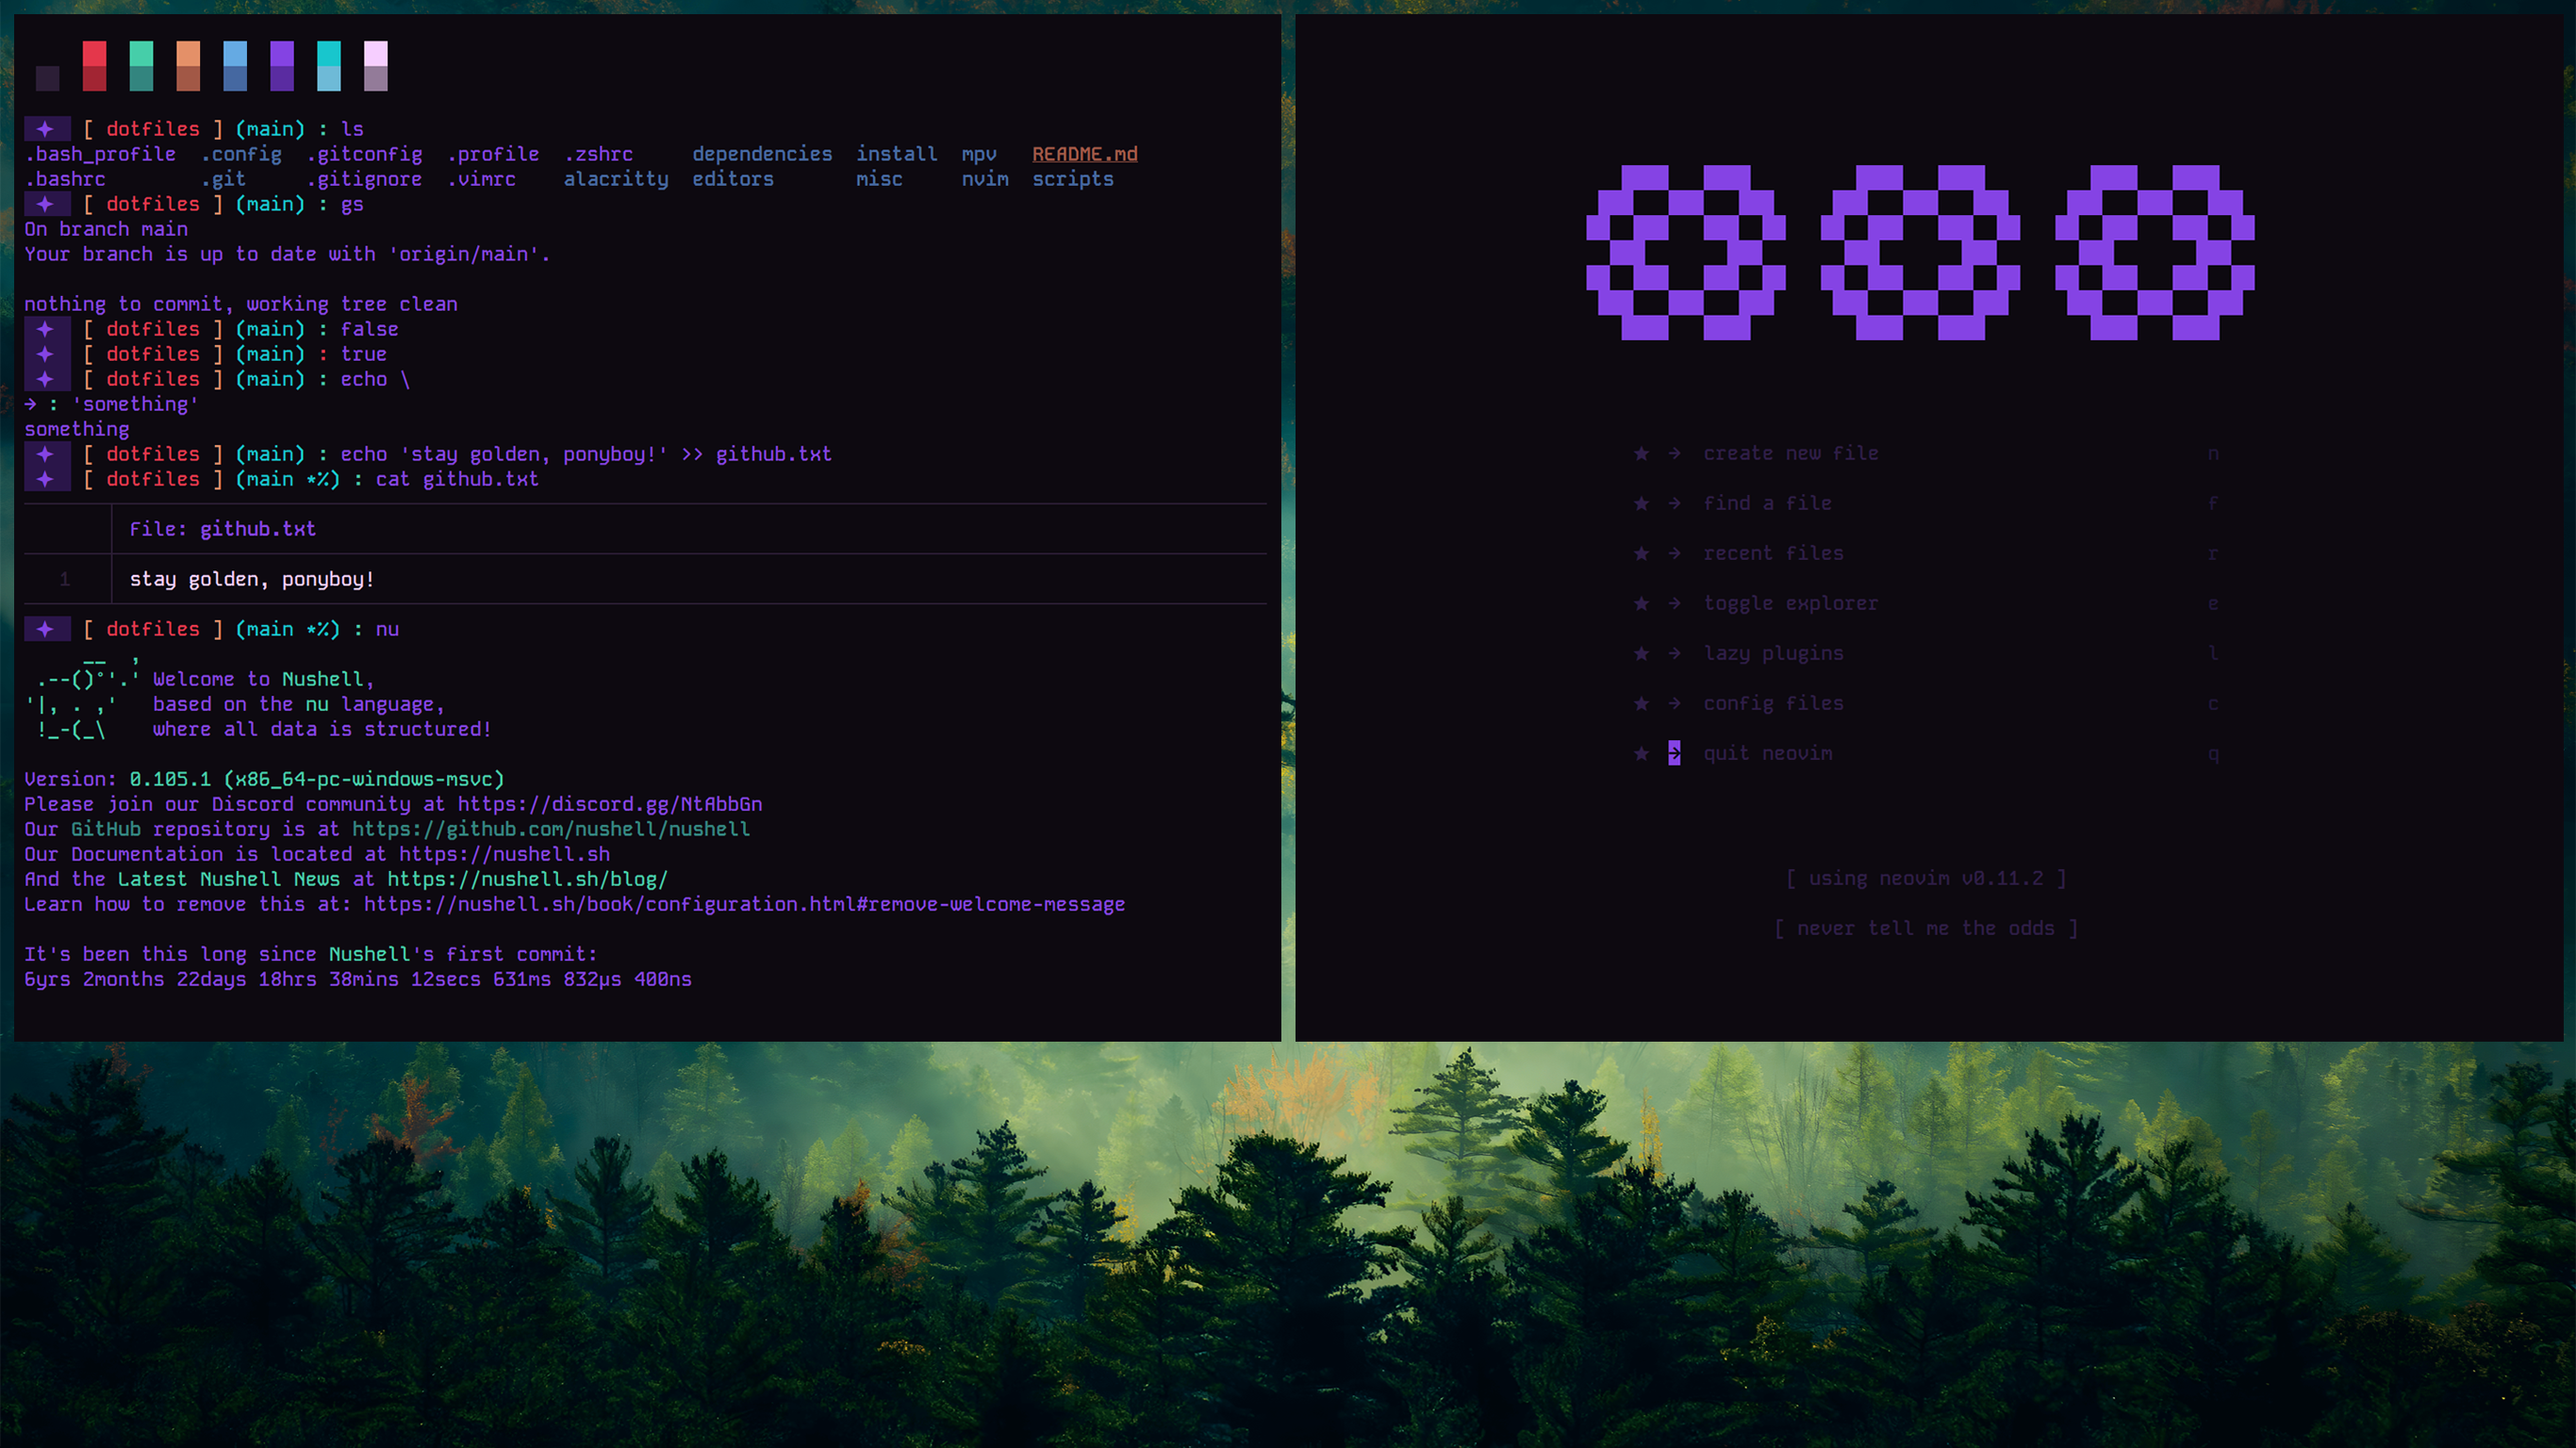 ✦ [ dotfiles ] (main) : ls
.bash_profile .config .gitconfig .profile .zshrc dependencies install mpv README.md
.bashrc .git .gitignore .vimrc alacritty editors misc nvim scripts
✦ [ dotfiles ] (main) : gs
On branch main
Your branch is up to date with 'origin/main'.
nothing to commit, working tree clean
✦ [ dotfiles ] (main) : false
✦ [ dotfiles ] (main) : true
✦ [ dotfiles ] (main) : echo \
→ : 'something'
something
✦ [ dotfiles ] (main) : echo 'stay golden, ponyboy!' >> github.txt
✦ [ dotfiles ] (main *%) : cat github.txt
File: github.txt
1 stay golden, ponyboy!
✦ [ dotfiles ] (main *%) : nu
Welcome to Nushell,
based on the nu language,
where all data is structured!
Version: 0.105.1 (x86_64-pc-windows-msvc)
Please join our Discord community at https://discord.gg/NtAbbGn
Our GitHub repository is at https://github.com/nushell/nushell
Our Documentation is located at https://nushell.sh
And the Latest Nushell News at https://nushell.sh/blog/
Learn how to remove this at: https://nushell.sh/book/configuration.html#remove-welcome-message
It's been this long since Nushell's first commit:
6yrs 2months 22days 18hrs 38mins 12secs 631ms 832µs 400ns
★ → create new file n
★ → find a file f
★ → recent files r
★ → toggle explorer e
★ → lazy plugins l
★ → config files c
★ → quit neovim q
[ using neovim v0.11.2 ]
[ never tell me the odds ]